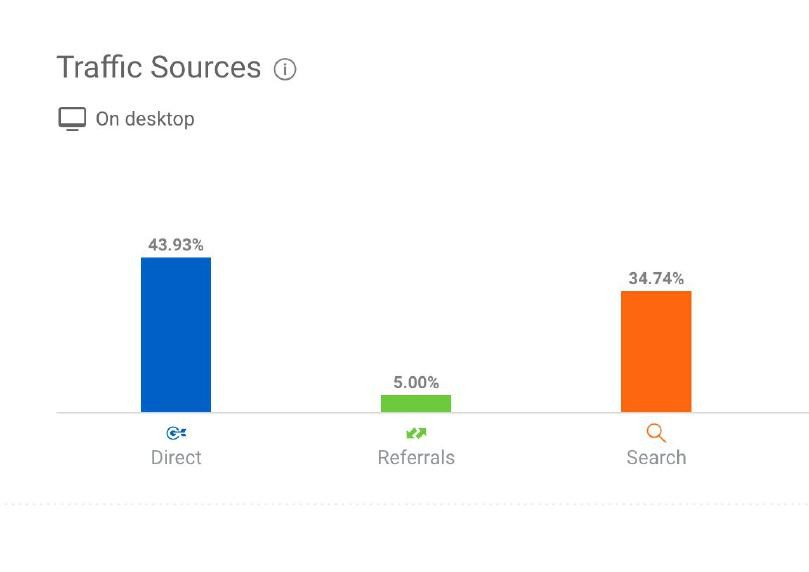 Traffic Sources
On desktop
43.93%
5.00%
34.74%
Direct
Referrals
Search